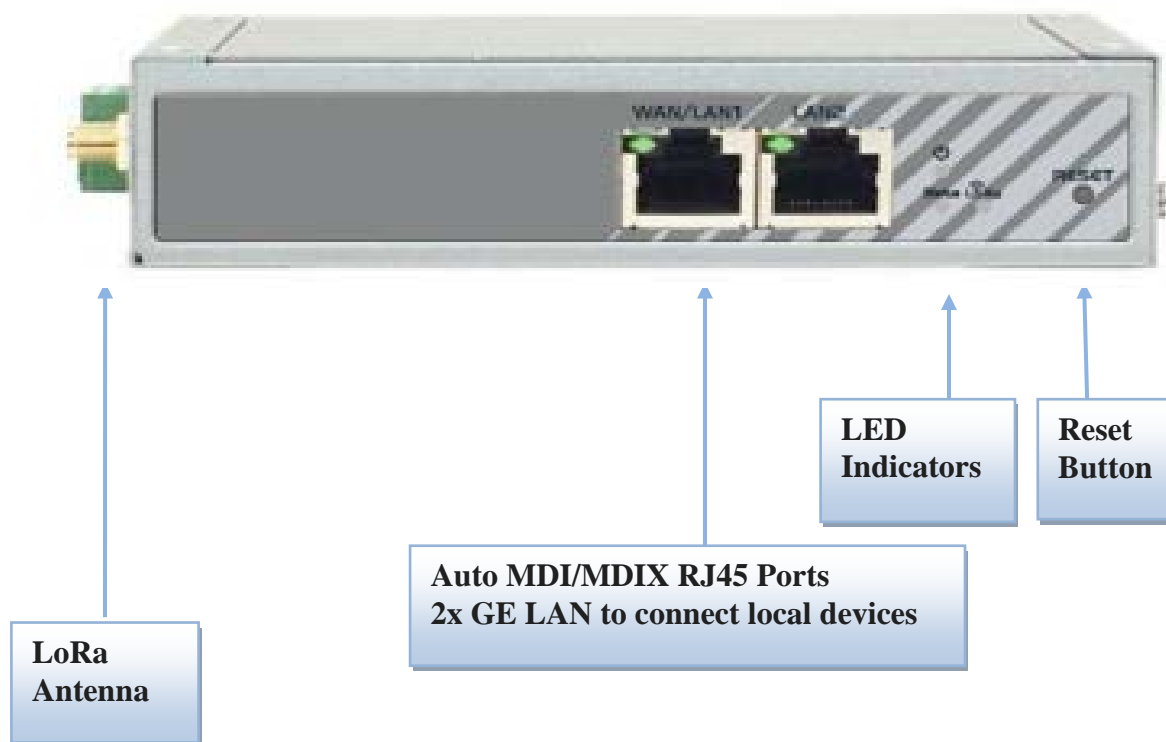 WAN/LAN1
LAN2
RESET
LED
Indicators
Reset
Button
Auto MDI/MDIX RJ45 Ports
2x GE LAN to connect local devices
LoRa
Antenna